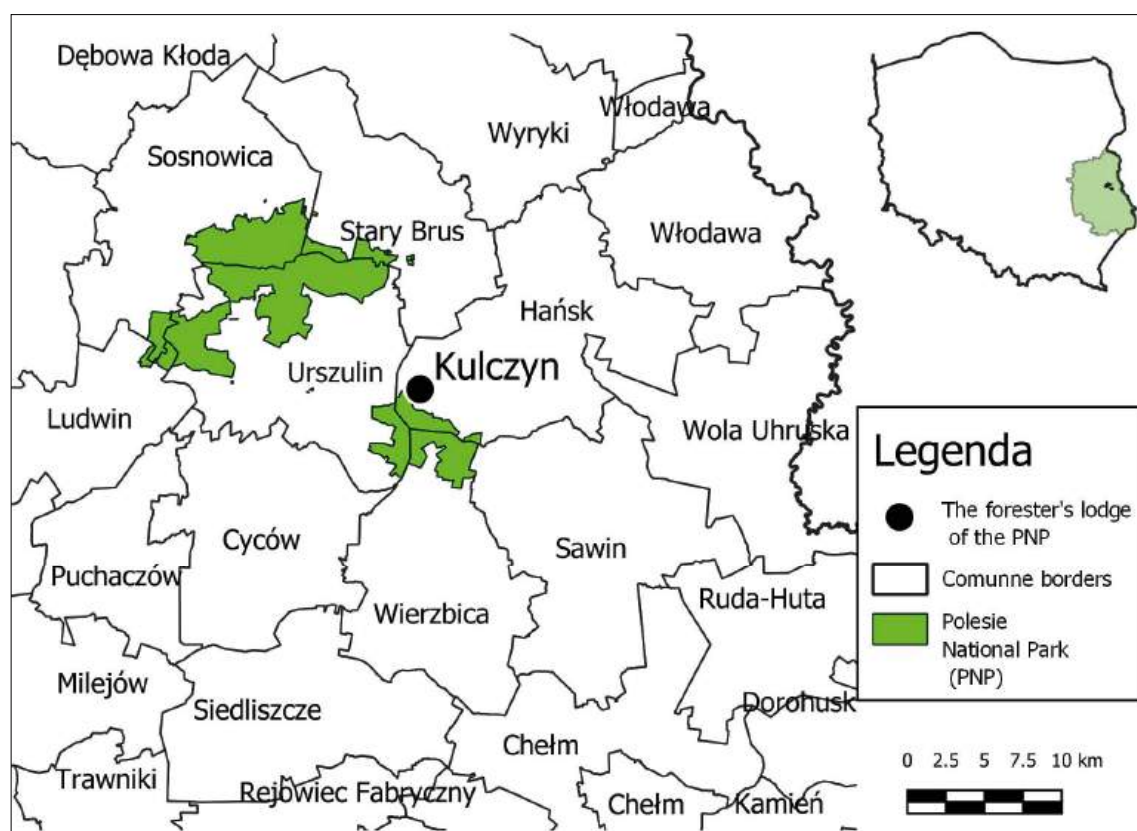 Dębowa Kłoda
Włodawa
Wyryki
Sosnowica
Stary Brus
Włodawa
Hańsk
Urszulin
Kulczyn
Ludwin
Wola Uhruska
Cyców
Sawin
Puchaczów
Wierzbica
Ruda-Huta
Milejów
Siedliszcze
Dorohusk
Chełm
Trawniki
Rejowiec Fabryczny
Chełm
Kamień
Legenda
The forester's lodge
of the PNP
Comunne borders
Polesie
National Park
(PNP)
0 2.5 5 7.5 10 km